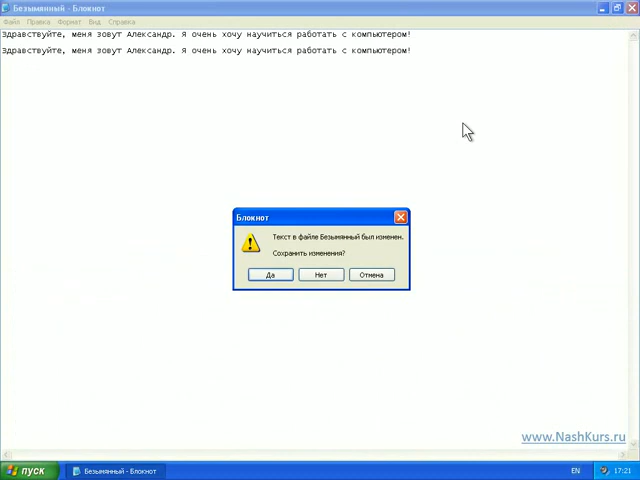 Безымянный - Блокнот
Файл Правка Формат Вид Справка
Здравствуйте, меня зовут Александр. Я очень хочу научиться работать с компьютером!
Здравствуйте, меня зовут Александр. Я очень хочу научиться работать с компьютером!
Блокнот
Текст в файле Безымянный был изменен.
Сохранить изменения?
Да Нет Отмена
www.NashKurs.ru
пуск Безымянный - Блокнот EN 17:21